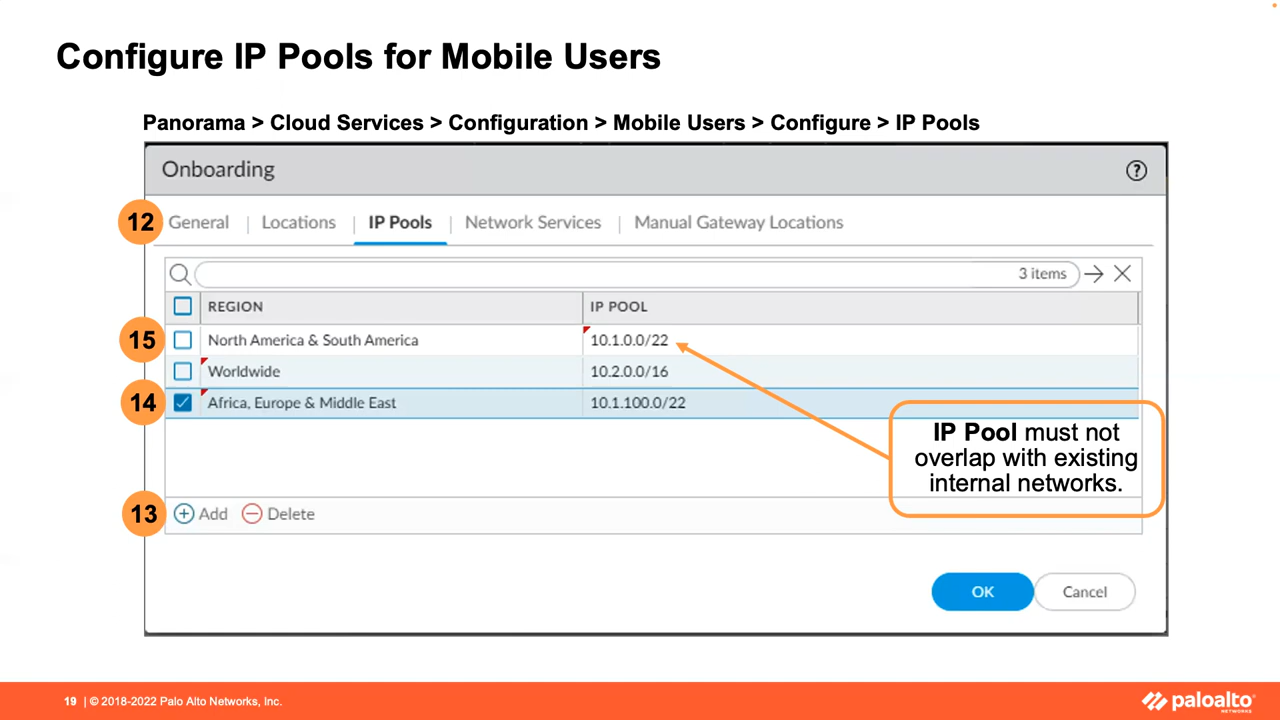 Configure IP Pools for Mobile Users
Panorama > Cloud Services > Configuration > Mobile Users > Configure > IP Pools
Onboarding
?
12
General | Locations | IP Pools | Network Services | Manual Gateway Locations
3 items
REGION IP POOL
15
North America & South America 10.1.0.0/22
Worldwide 10.2.0.0/16
14
Africa, Europe & Middle East 10.1.100.0/22
IP Pool must not
overlap with existing
internal networks.
13
Add Delete
OK Cancel
19 | © 2018-2022 Palo Alto Networks, Inc.
paloalto
NETWORKS